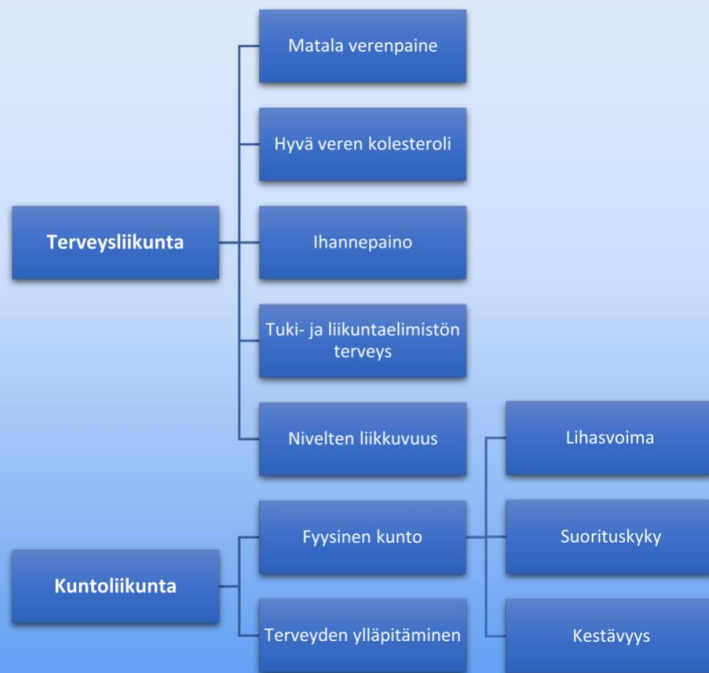 Terveysliikunta
Matala verenpaine
Hyvä veren kolesteroli
Ihannepaino
Tuki- ja liikuntaelimistön
terveys
Nivelten liikkuvuus
Kuntoliikunta
Fyysinen kunto
Lihasvoima
Suorituskyky
Kestävyys
Terveyden ylläpitäminen